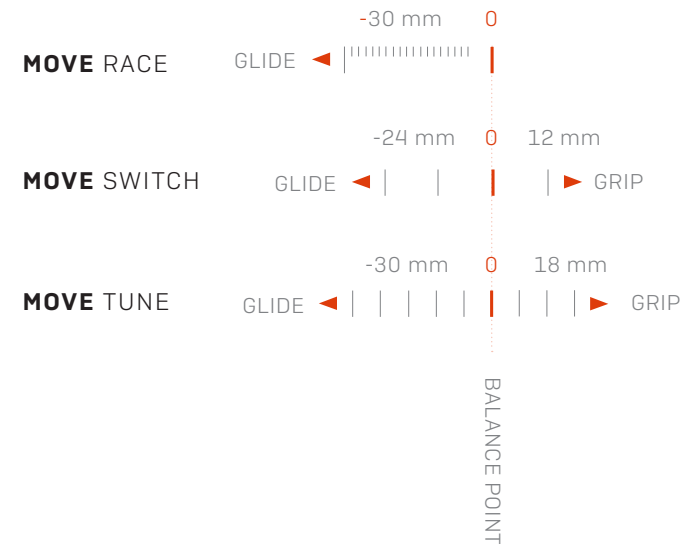 -30 mm 0
MOVE RACE GLIDE
-24 mm 0 12 mm
MOVE SWITCH GLIDE GRIP
-30 mm 0 18 mm
MOVE TUNE GLIDE GRIP
BALANCE POINT